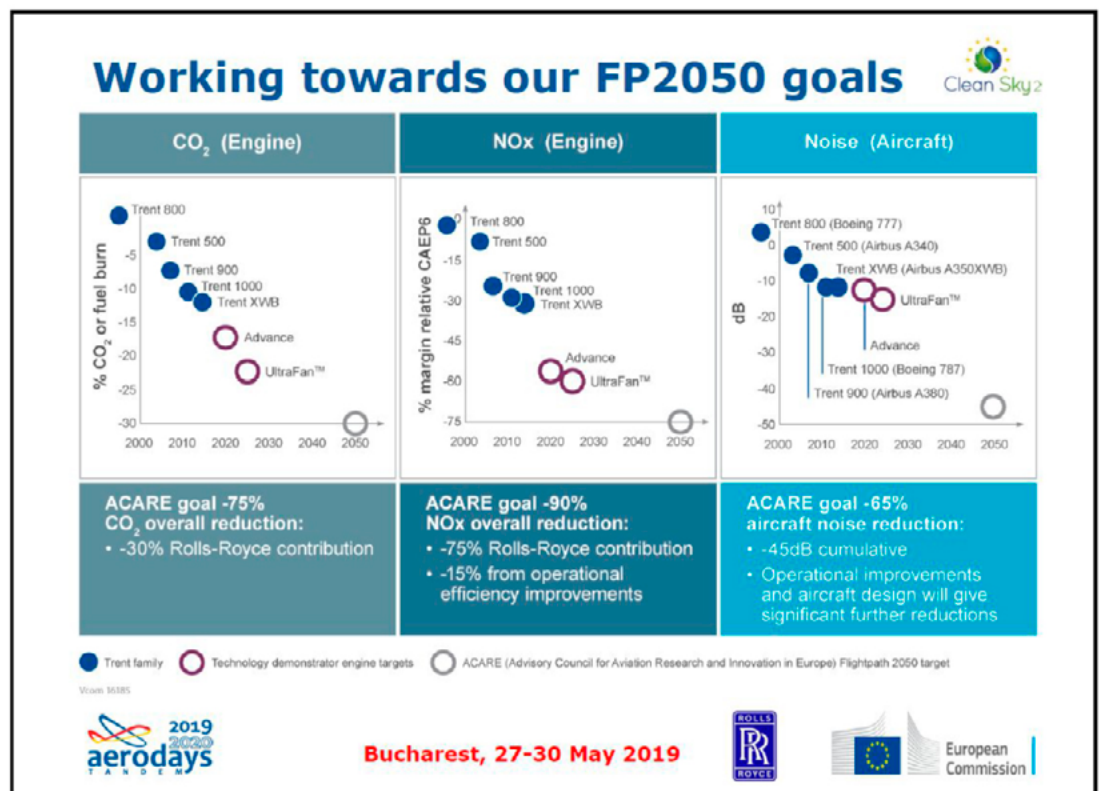 Working towards our FP2050 goals
Clean Sky2
CO₂ (Engine)
% CO₂ or fuel burn
Trent 800
Trent 500
Trent 900
Trent 1000
Trent XWB
Advance
UltraFan™
-5
-10
-15
-20
-25
-30
2000 2010 2020 2030 2040 2050
NOx (Engine)
% margin relative CAEP6
0
-15
-30
-45
-60
-75
Trent 800
Trent 500
Trent 900
Trent 1000
Trent XWB
Advance
UltraFan™
2000 2010 2020 2030 2040 2050
Noise (Aircraft)
dB
10
0
-10
-20
-30
-40
-50
Trent 800 (Boeing 777)
Trent 500 (Airbus A340)
Trent XWB (Airbus A350XWB)
UltraFan™
Advance
Trent 1000 (Boeing 787)
Trent 900 (Airbus A380)
2000 2010 2020 2030 2040 2050
ACARE goal -75%
CO₂ overall reduction:
• -30% Rolls-Royce contribution
ACARE goal -90%
NOx overall reduction:
• -75% Rolls-Royce contribution
• -15% from operational
efficiency improvements
ACARE goal -65%
aircraft noise reduction:
• -45dB cumulative
• Operational improvements
and aircraft design will give
significant further reductions
Trent family
Technology demonstrator engine targets
ACARE (Advisory Council for Aviation Research and Innovation in Europe) Flightpath 2050 target
2019
2020
aerodays
TANDEM
Bucharest, 27-30 May 2019
ROLLS
RR
ROYCE
European
Commission